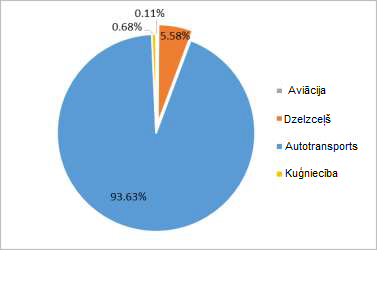 0.11%
0.68%
5.58%
93.63%
Aviācija
Dzelzceļš
Autotransports
Kuģniecība